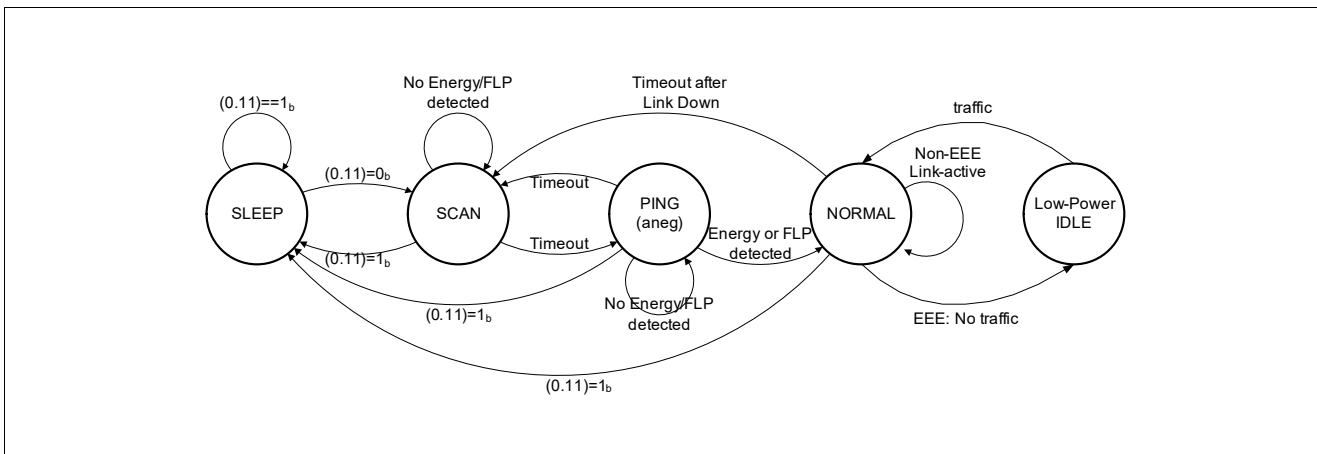 No Energy/FLP
detected
Timeout after
Link Down
(0.11)==1b
traffic
Non-EEE
Link-active
(0.11)=0b
Timeout
SLEEP
SCAN
PING
(aneg)
NORMAL
Low-Power
IDLE
Energy or FLP
detected
Timeout
(0.11)=1b
No Energy/FLP
detected
(0.11)=1b
EEE: No traffic
(0.11)=1b